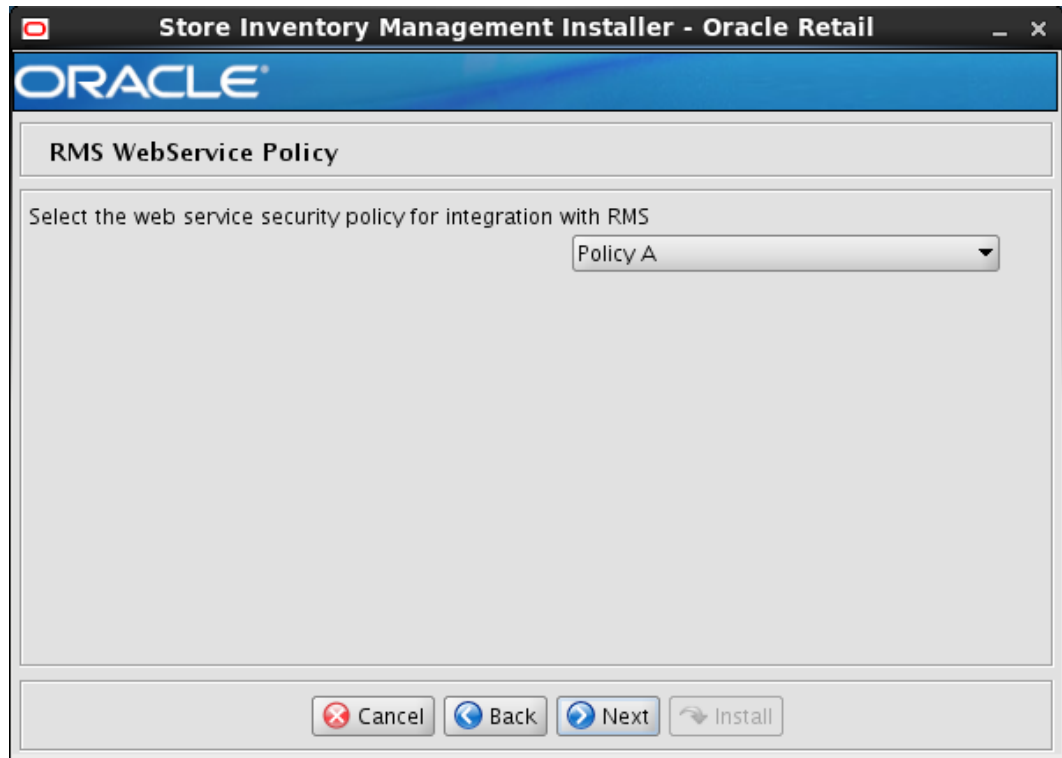 Store Inventory Management Installer - Oracle Retail
ORACLE
RMS WebService Policy
Select the web service security policy for integration with RMS
Policy A
Cancel Back Next Install